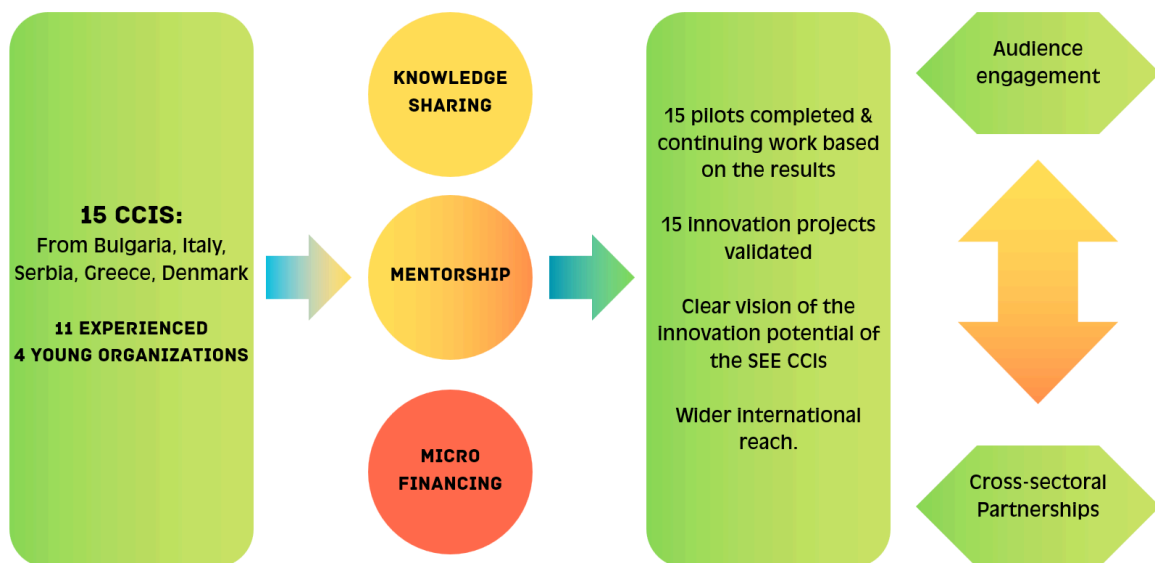 15 CCIS:
From Bulgaria, Italy,
Serbia, Greece, Denmark
11 EXPERIENCED
4 YOUNG ORGANIZATIONS
KNOWLEDGE
SHARING
MENTORSHIP
MICRO
FINANCING
15 pilots completed &
continuing work based
on the results
15 innovation projects
validated
Clear vision of the
innovation potential of
the SEE CCIs
Wider international
reach.
Audience
engagement
Cross-sectoral
Partnerships